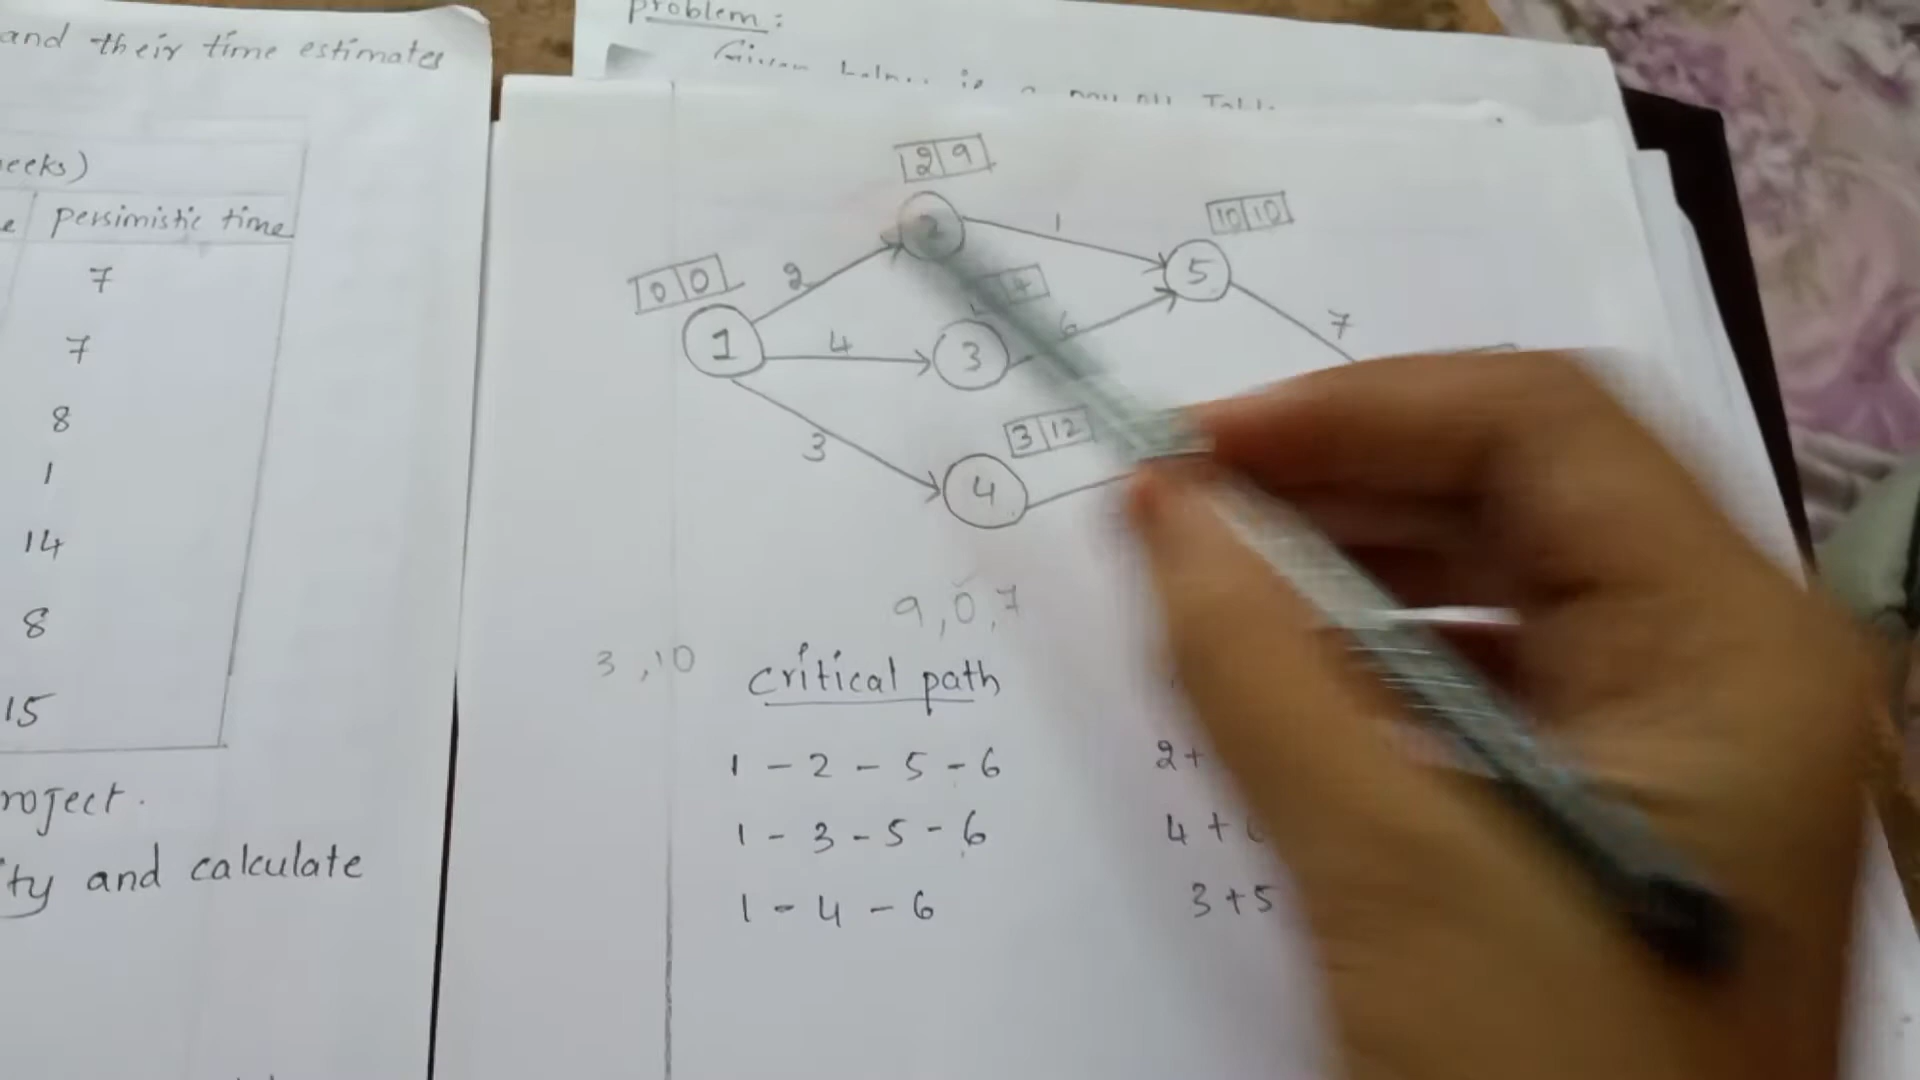 and their time estimates
eeks)
e persimistic time
7
7
8
1
14
8
15
roject.
ty and calculate
problem:
Given is a
2 9
10 10
0 0
2
1
2
5
1
4
3
6
4
7
3
3 12
4
9,0,7
3,10
critical path
1 - 2 - 5 - 6
2+
1 - 3 - 5 - 6
4 +
1 - 4 - 6
3+5